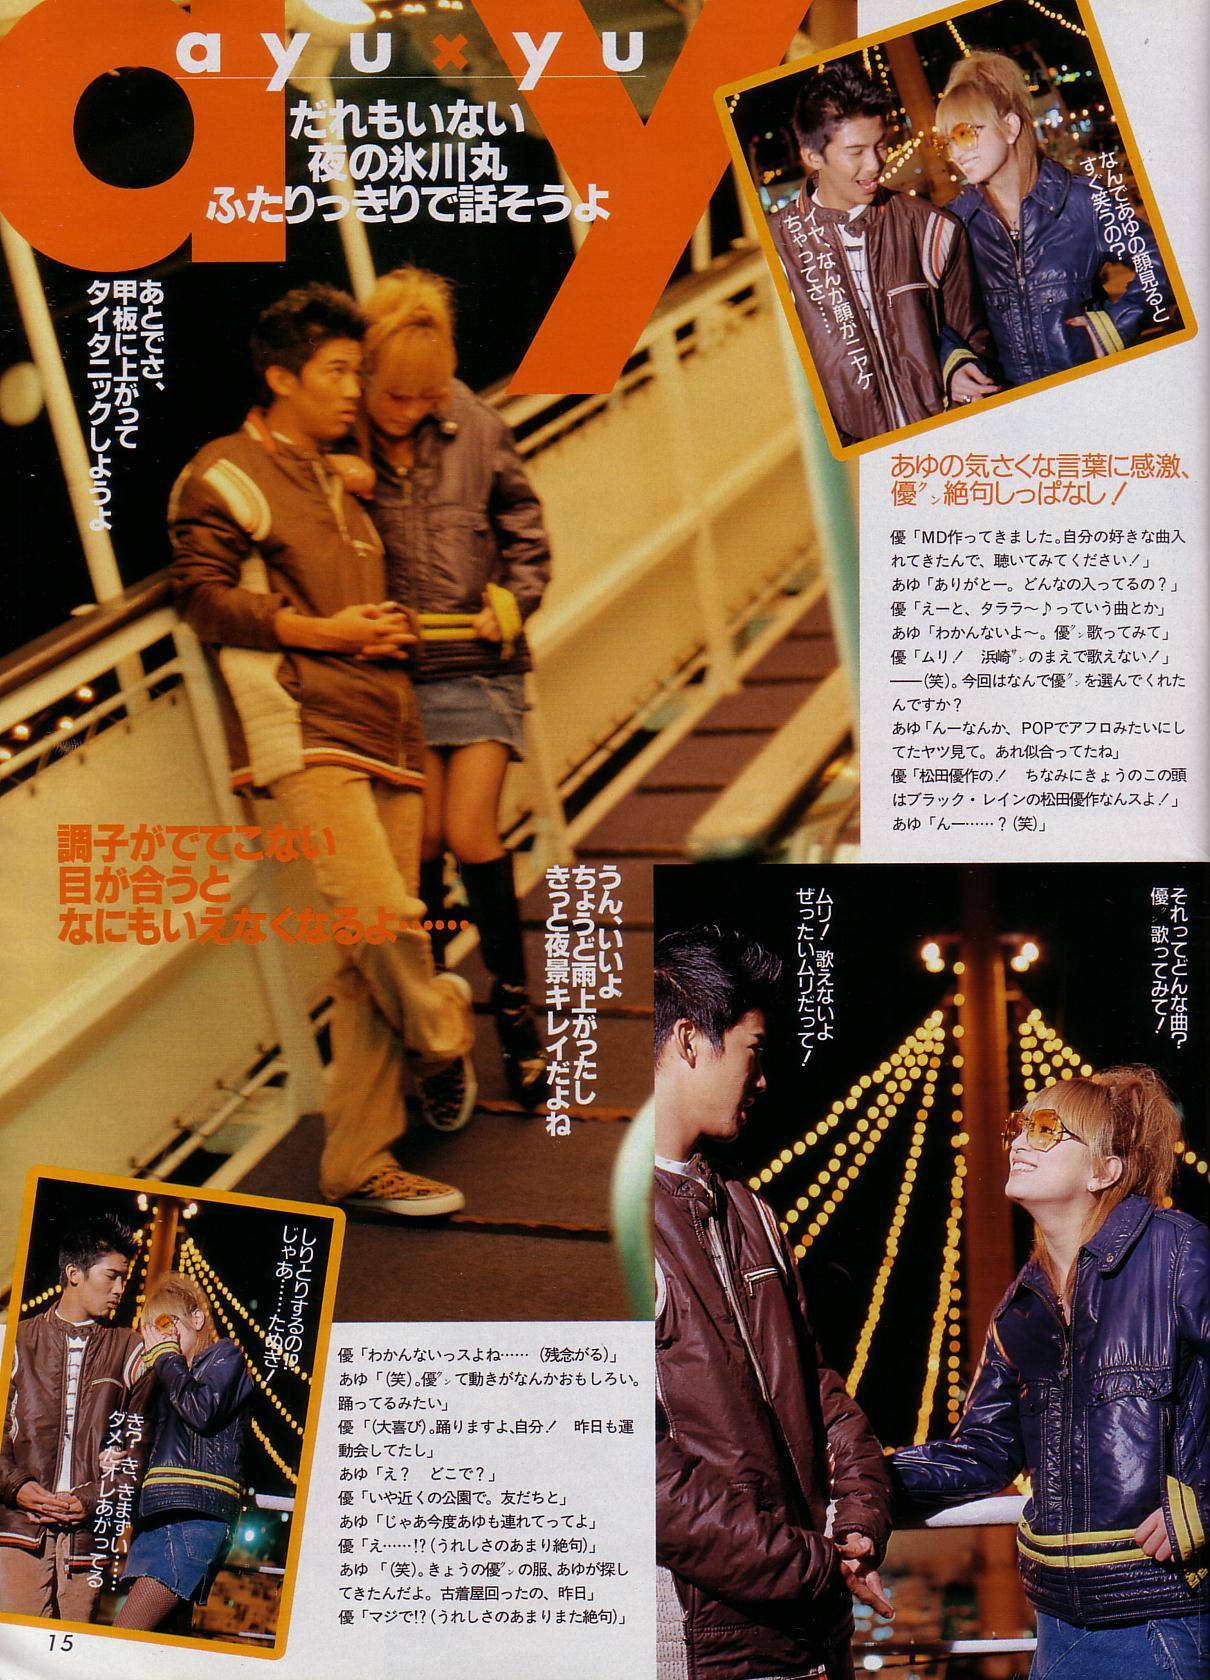 ay
ayu×yu
だれもいない
夜の氷川丸
ふたりっきりで話そうよ
なんであゆの顔見ると
すぐ笑うの?
イヤ、なんか顔がニヤケ
ちゃってさ……
あとでさ、
甲板に上がって
タイタニックしようよ
うん、いいよ
ちょうど雨上がったし
きっと夜景キレイだよね
調子がでてこない
目が合うと
なにもいえなくなるよ……
あゆの気さくな言葉に感激、
優クン絶句しっぱなし!
優「MD作ってきました。自分の好きな曲入
れてきたんで、聴いてみてください!」
あゆ「ありがとー。どんなの入ってるの?」
優「えーと、タララ〜♪っていう曲とか」
あゆ「わかんないよ〜。優クン歌ってみて」
優「ムリ! 浜崎サンのまえで歌えない!」
――(笑)。今回はなんで優クンを選んでくれた
んですか?
あゆ「んーなんか、POPでアフロみたいにし
てたヤツ見て。あれ似合ってたね」
優「松田優作の! ちなみにきょうのこの頭
はブラック・レインの松田優作なんスよ!」
あゆ「んー……?(笑)」
それってどんな曲?
優クン歌ってみて!
ムリ!歌えないよ
ぜったいムリだって!
しりとりするの!?
じゃあ……たぬき!
き?き、きまずい……
ダメだオレあがってる
優「わかんないっスよね……(残念がる)」
あゆ「(笑)。優クンて動きがなんかおもしろい。
踊ってるみたい」
優「(大喜び)。踊りますよ、自分! 昨日も運
動会してたし」
あゆ「え? どこで?」
優「いや近くの公園で。友だちと」
あゆ「じゃあ今度あゆも連れてってよ」
優「え……!?(うれしさのあまり絶句)」
あゆ「(笑)。きょうの優クンの服、あゆが探し
てきたんだよ。古着屋回ったの、昨日」
優「マジで!?(うれしさのあまりまた絶句)」
15